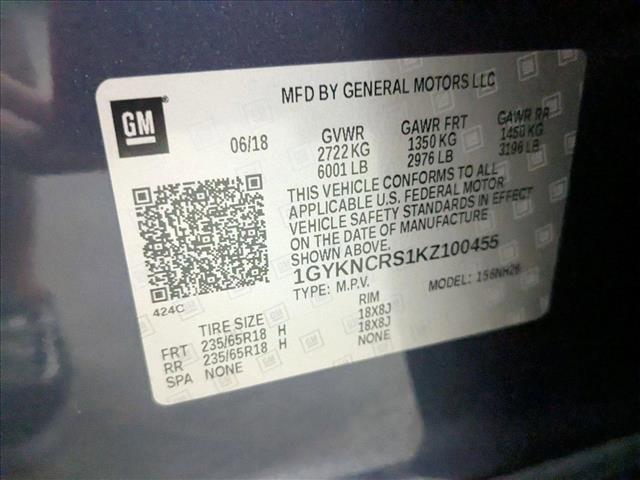 MFD BY GENERAL MOTORS LLC
GM
06/18 GVWR GAWR FRT GAWR RR
2722 KG 1350 KG 1450 KG
6001 LB 2976 LB 3196 LB
THIS VEHICLE CONFORMS TO ALL
APPLICABLE U.S. FEDERAL MOTOR
VEHICLE SAFETY STANDARDS IN EFFECT
ON THE DATE OF MANUFACTURE
SHOWN ABOVE.
1GYKNCRS1KZ100455
TYPE: M.P.V. MODEL: 156NH26
424C
TIRE SIZE RIM
FRT 235/65R18 H 18X8J
RR 235/65R18 H 18X8J
SPA NONE NONE